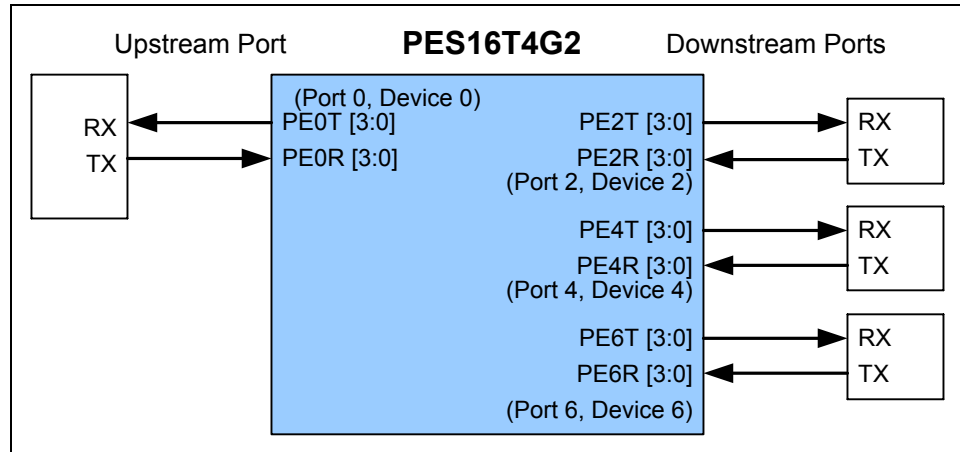 Upstream Port PES16T4G2 Downstream Ports
(Port 0, Device 0)
RX PE0T [3:0] PE2T [3:0] RX
TX PE0R [3:0] PE2R [3:0] TX
(Port 2, Device 2)
PE4T [3:0] RX
PE4R [3:0] TX
(Port 4, Device 4)
PE6T [3:0] RX
PE6R [3:0] TX
(Port 6, Device 6)